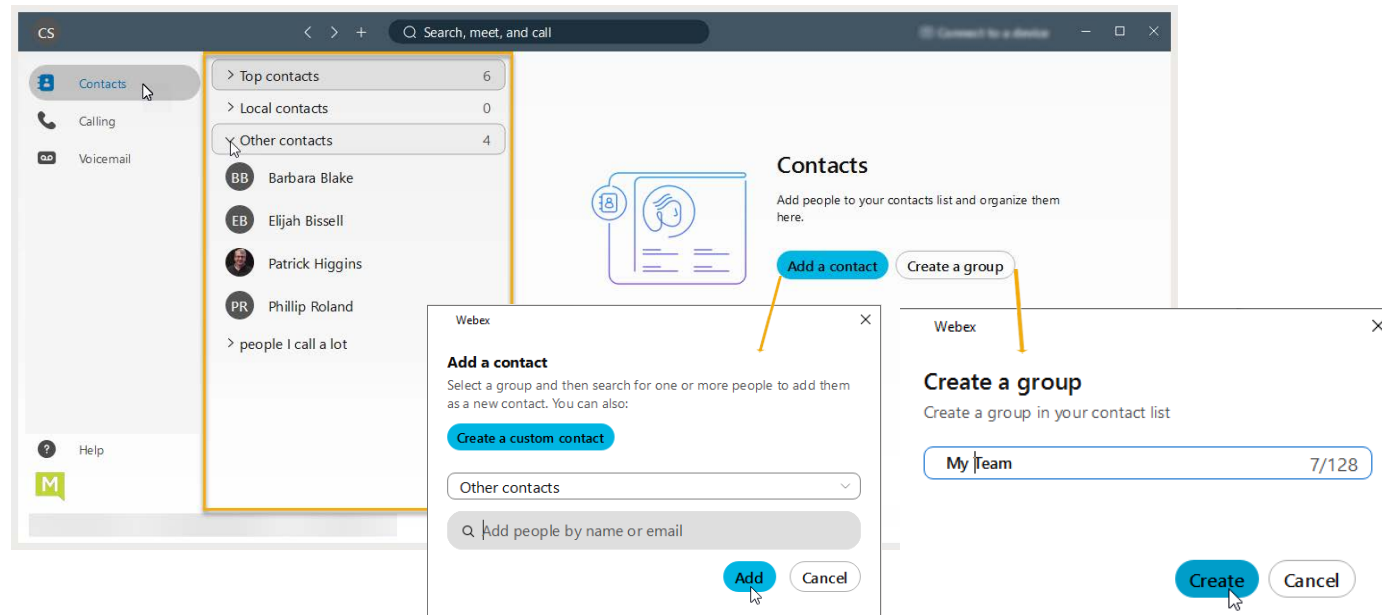 CS
Search, meet, and call
Connect to a device
Contacts
Calling
Voicemail
Help
M
Top contacts 6
Local contacts 0
Other contacts 4
BB Barbara Blake
EB Elijah Bissell
Patrick Higgins
PR Phillip Roland
people I call a lot
Contacts
Add people to your contacts list and organize them
here.
Add a contact
Create a group
Webex
Add a contact
Select a group and then search for one or more people to add them
as a new contact. You can also:
Create a custom contact
Other contacts
Add people by name or email
Add Cancel
Webex
Create a group
Create a group in your contact list
My Team 7/128
Create Cancel